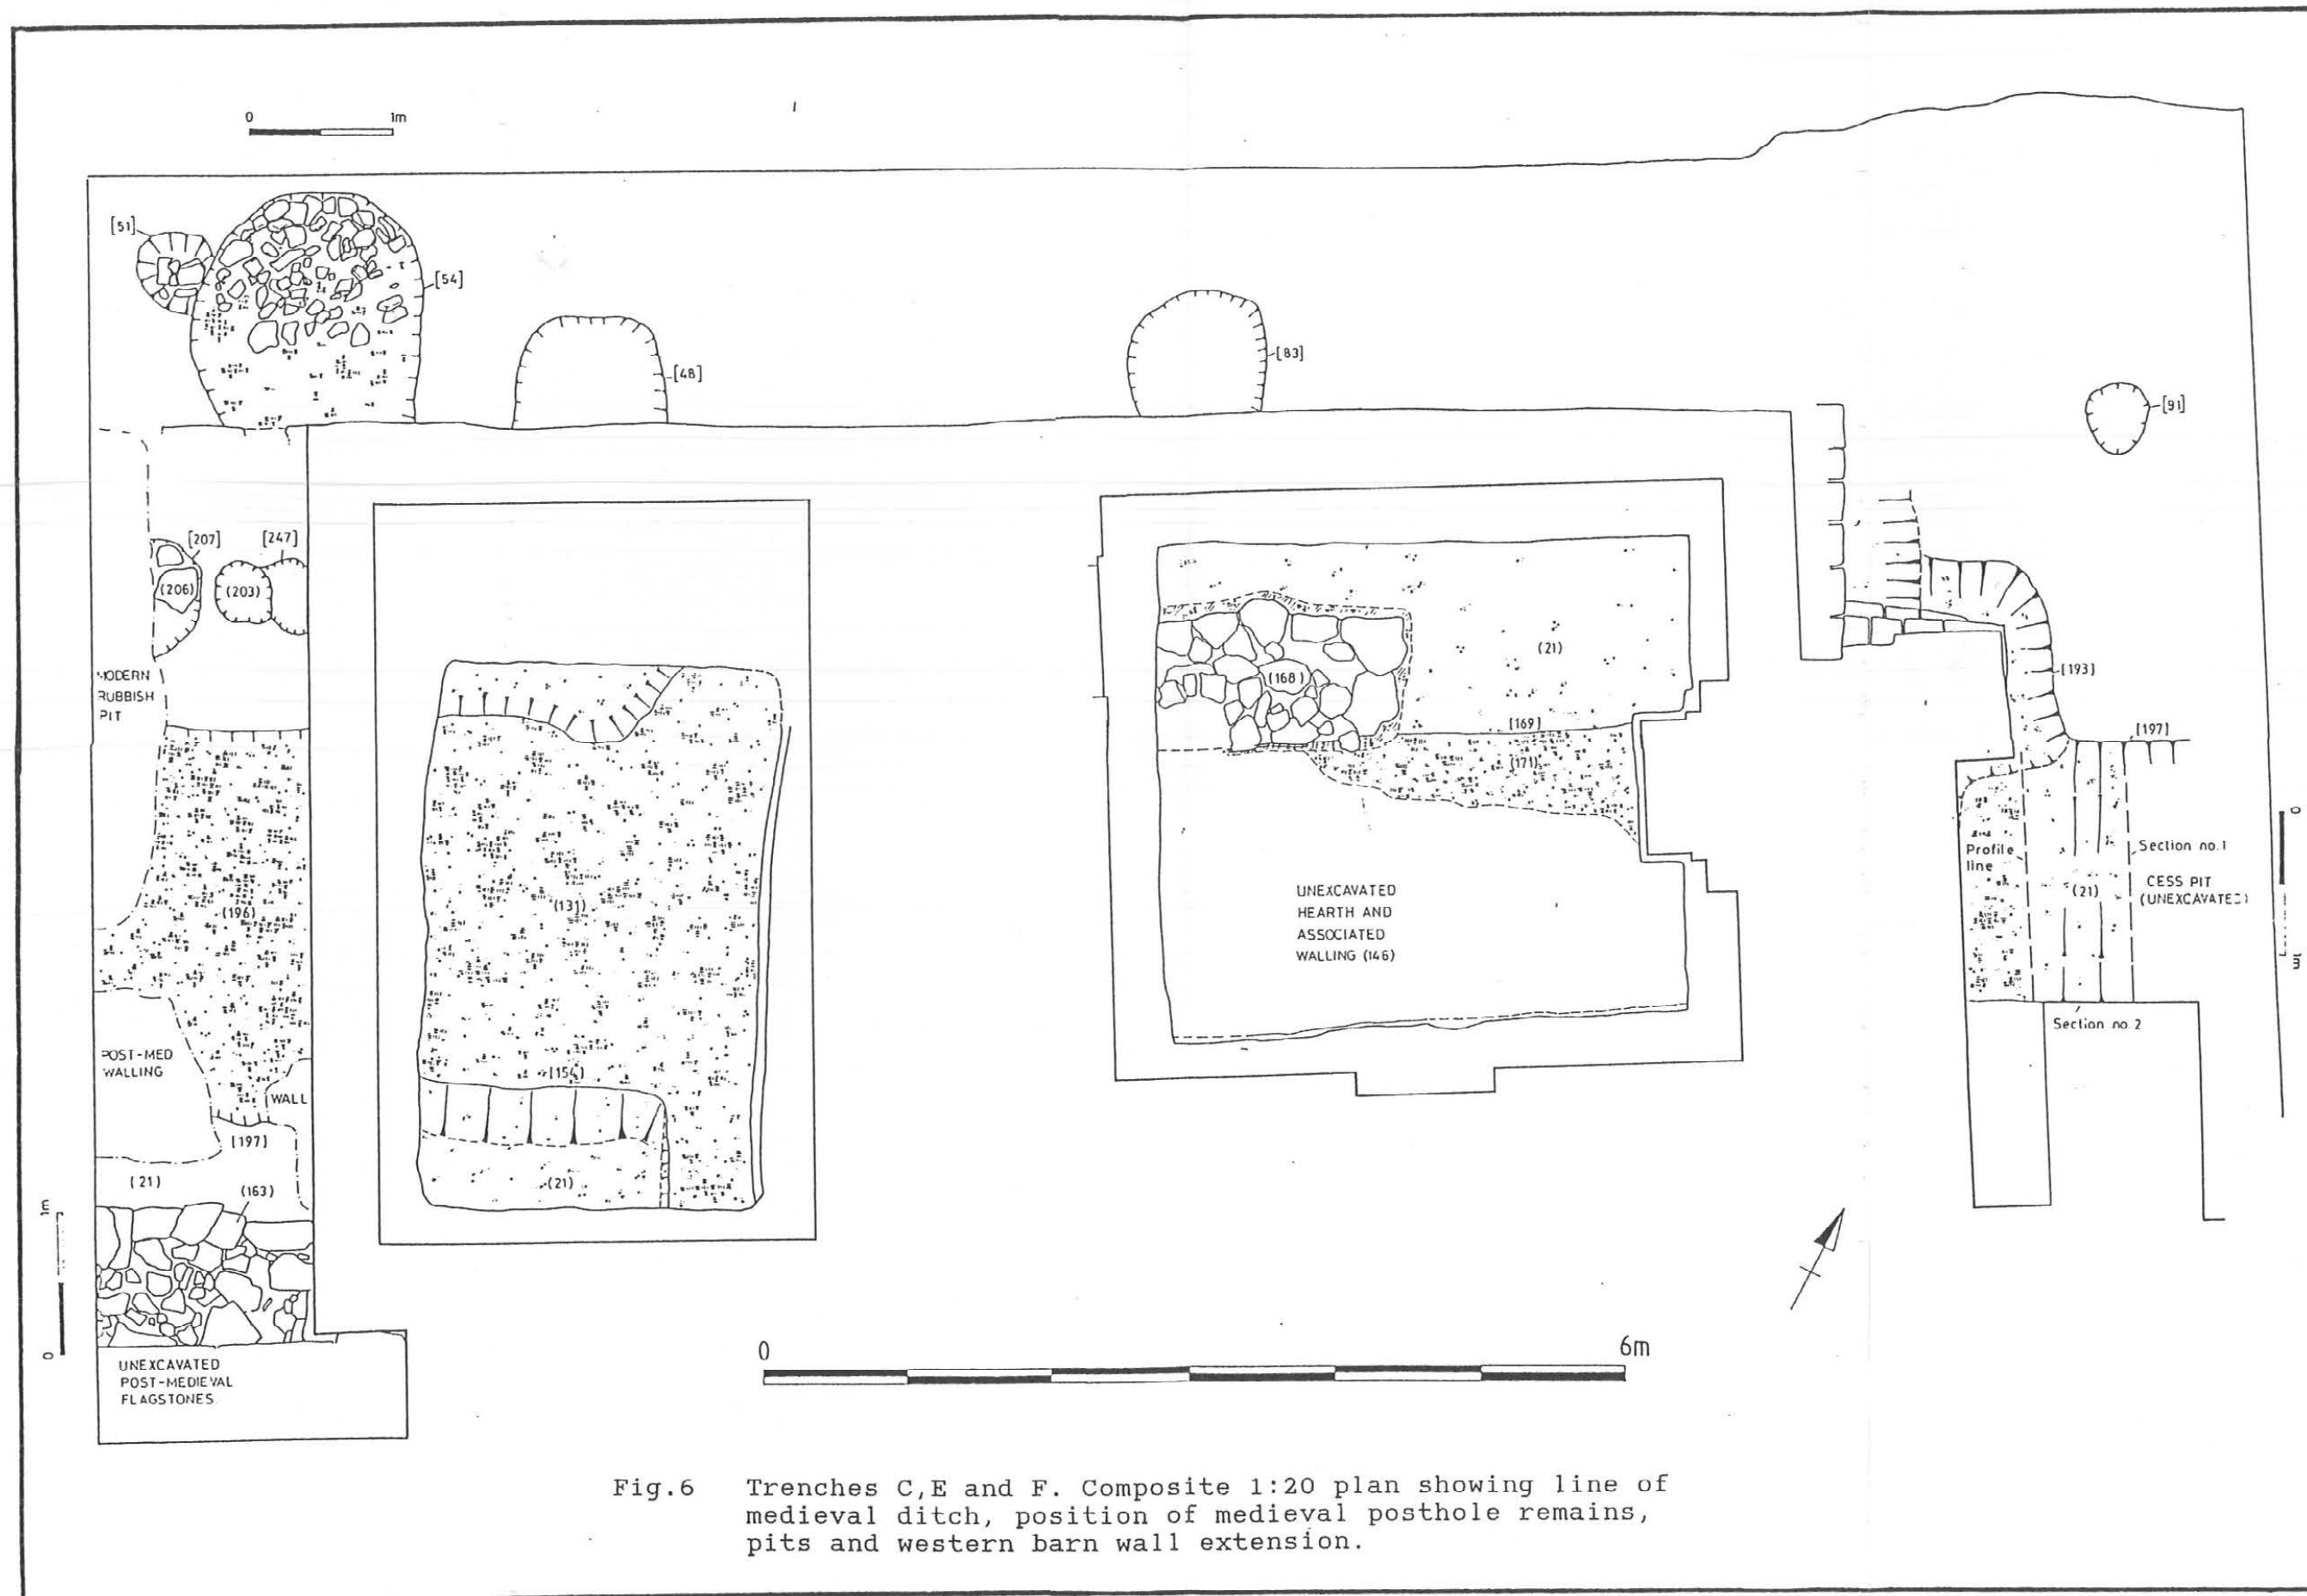 0 1m
[51]
[54]
[48]
[83]
[91]
[207] [247]
(206) (203)
MODERN
RUBBISH
PIT
(196)
POST-MED
WALLING
WALL
[197]
(21)
(163)
1m
0
UNEXCAVATED
POST-MEDIEVAL
FLAGSTONES
(131)
[154]
(21)
(21)
(168)
[169]
(171)
UNEXCAVATED
HEARTH AND
ASSOCIATED
WALLING (146)
[193]
[197]
Profile
line
Section no.1
(21)
CESS PIT
(UNEXCAVATED)
Section no. 2
0
1m
0 6m
Fig.6 Trenches C,E and F. Composite 1:20 plan showing line of
medieval ditch, position of medieval posthole remains,
pits and western barn wall extension.